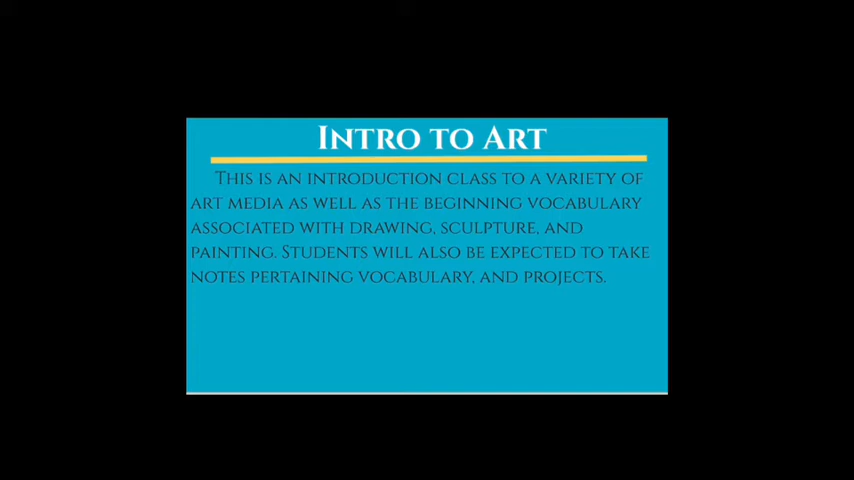 Intro to Art
This is an introduction class to a variety of
art media as well as the beginning vocabulary
associated with drawing, sculpture, and
painting. Students will also be expected to take
notes pertaining vocabulary, and projects.